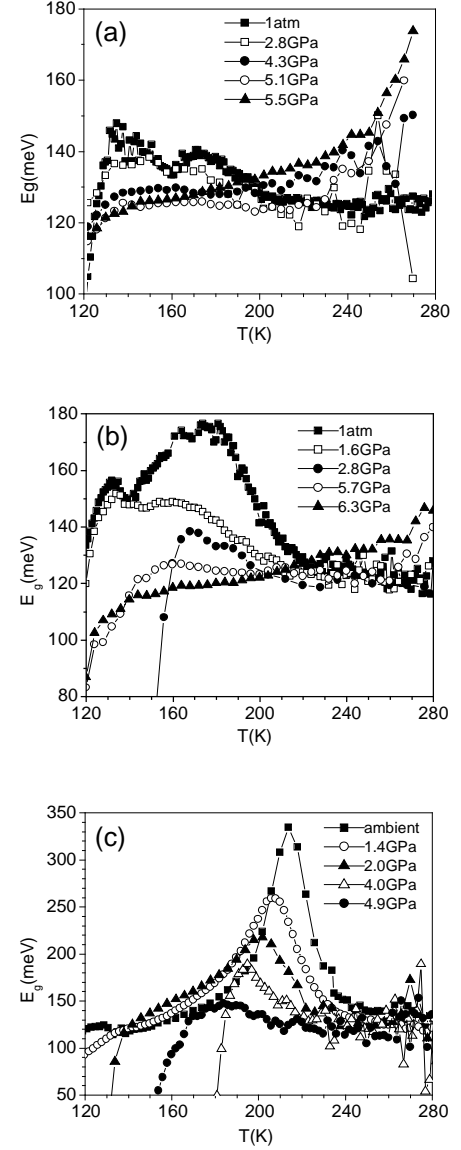 (a)
1atm
2.8GPa
4.3GPa
5.1GPa
5.5GPa
180
160
140
120
100
Eg(meV)
120 160 200 240 280
T(K)
(b)
1atm
1.6GPa
2.8GPa
5.7GPa
6.3GPa
180
160
140
120
100
80
E g(meV)
120 160 200 240 280
T(K)
(c)
ambient
1.4GPa
2.0GPa
4.0GPa
4.9GPa
350
300
250
200
150
100
50
E g(meV)
120 160 200 240 280
T(K)